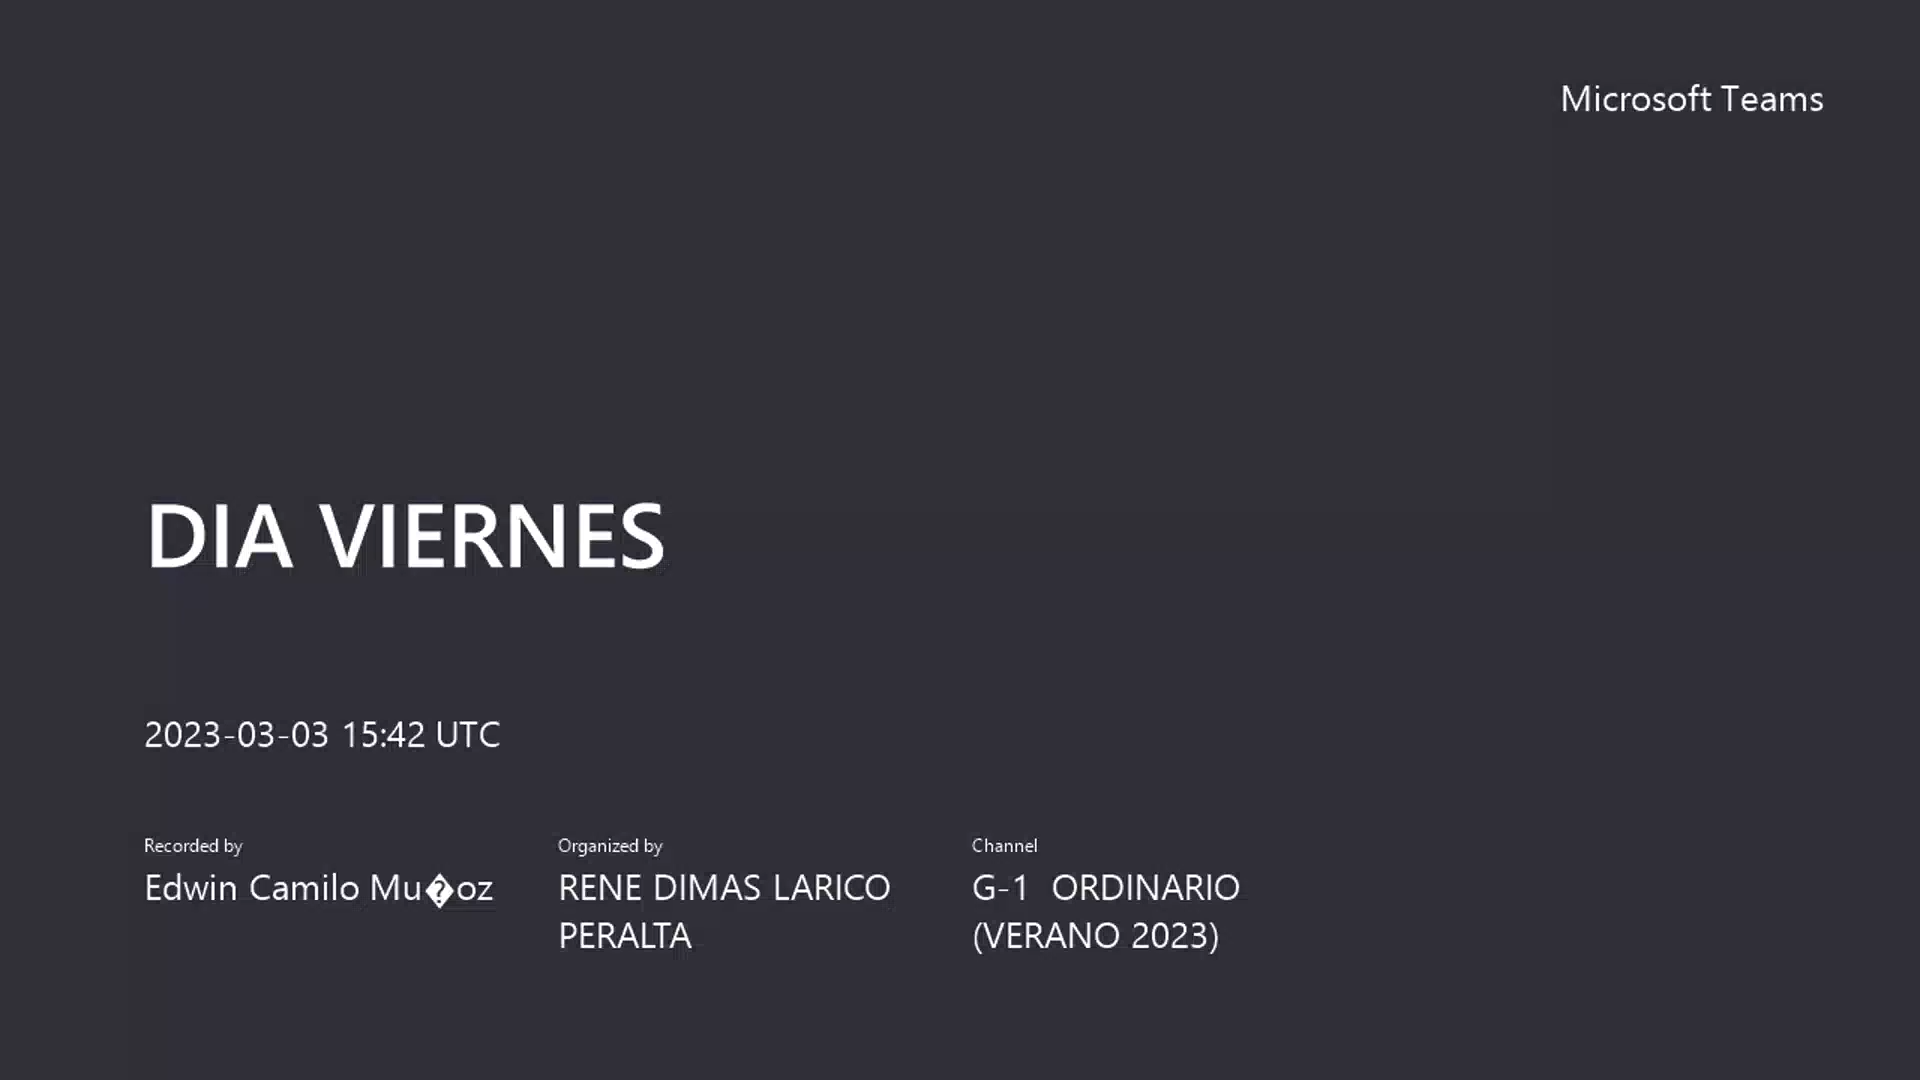 Microsoft Teams
DIA VIERNES
2023-03-03 15:42 UTC
Recorded by
Edwin Camilo Mu�oz
Organized by
RENE DIMAS LARICO
PERALTA
Channel
G-1  ORDINARIO
(VERANO 2023)